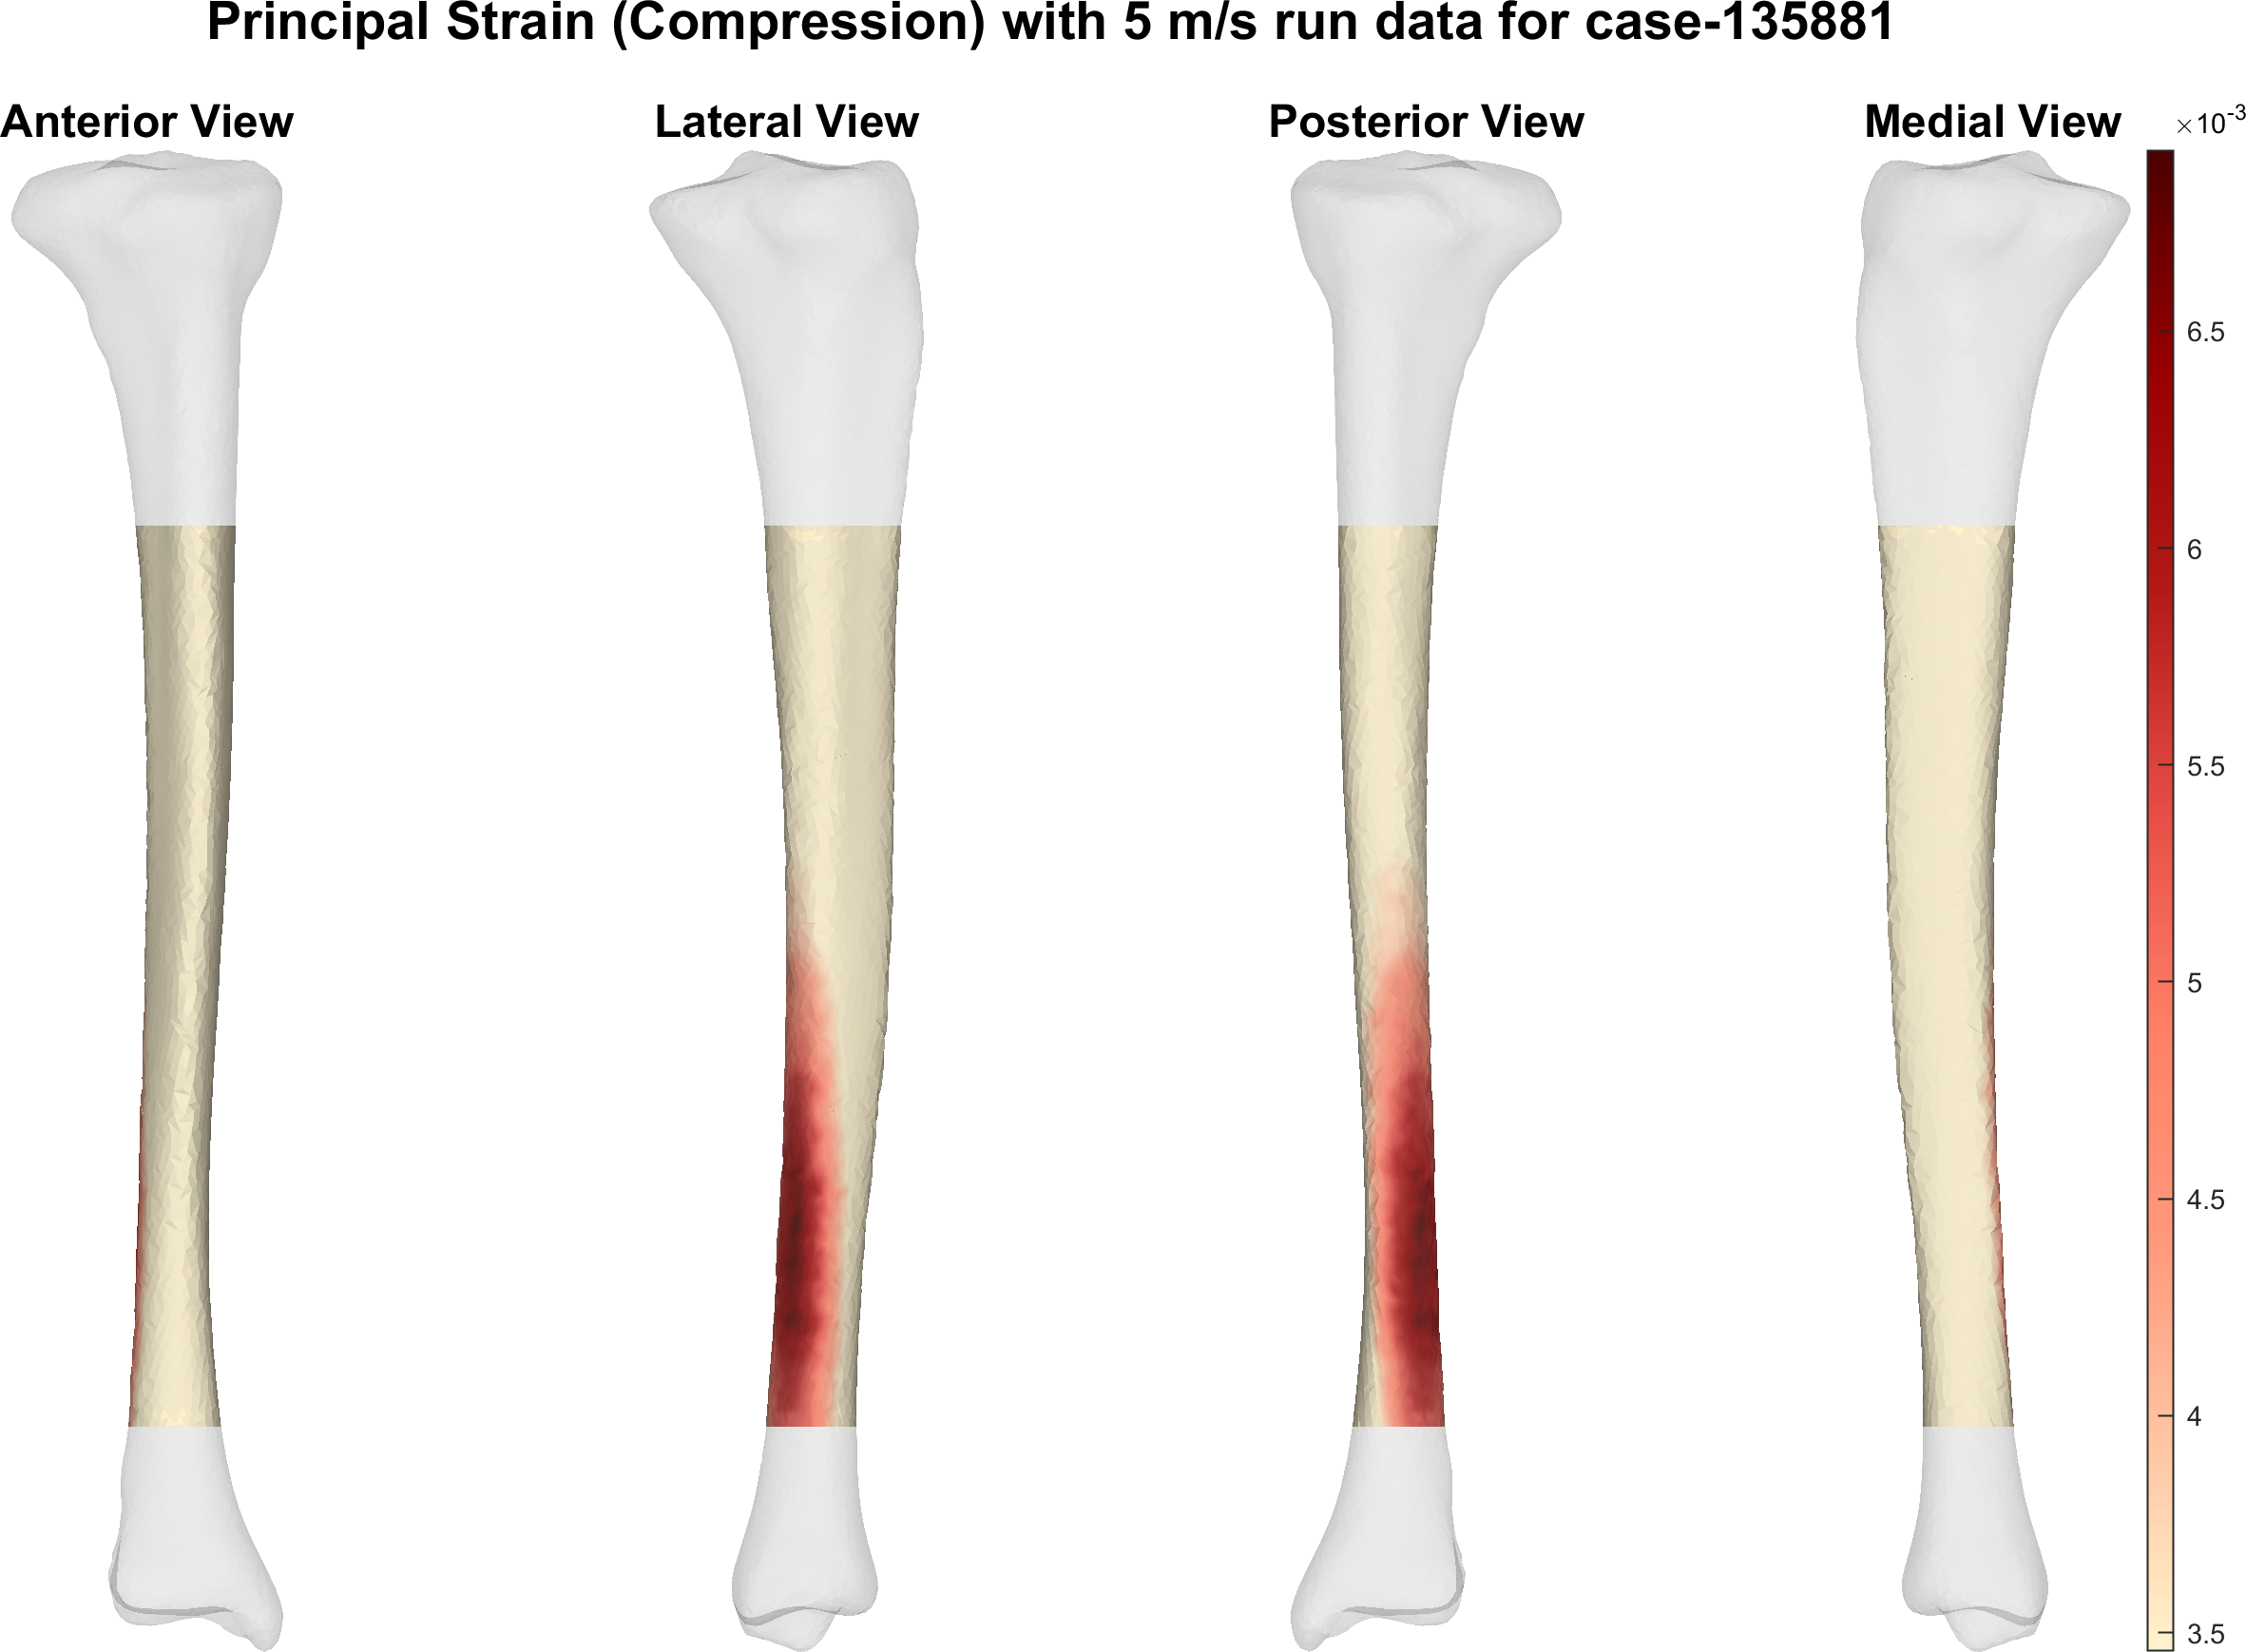 Principal Strain (Compression) with 5 m/s run data for case-135881
Anterior View
Lateral View
Posterior View
Medial View
×10⁻³
6.5
6
5.5
5
4.5
4
3.5